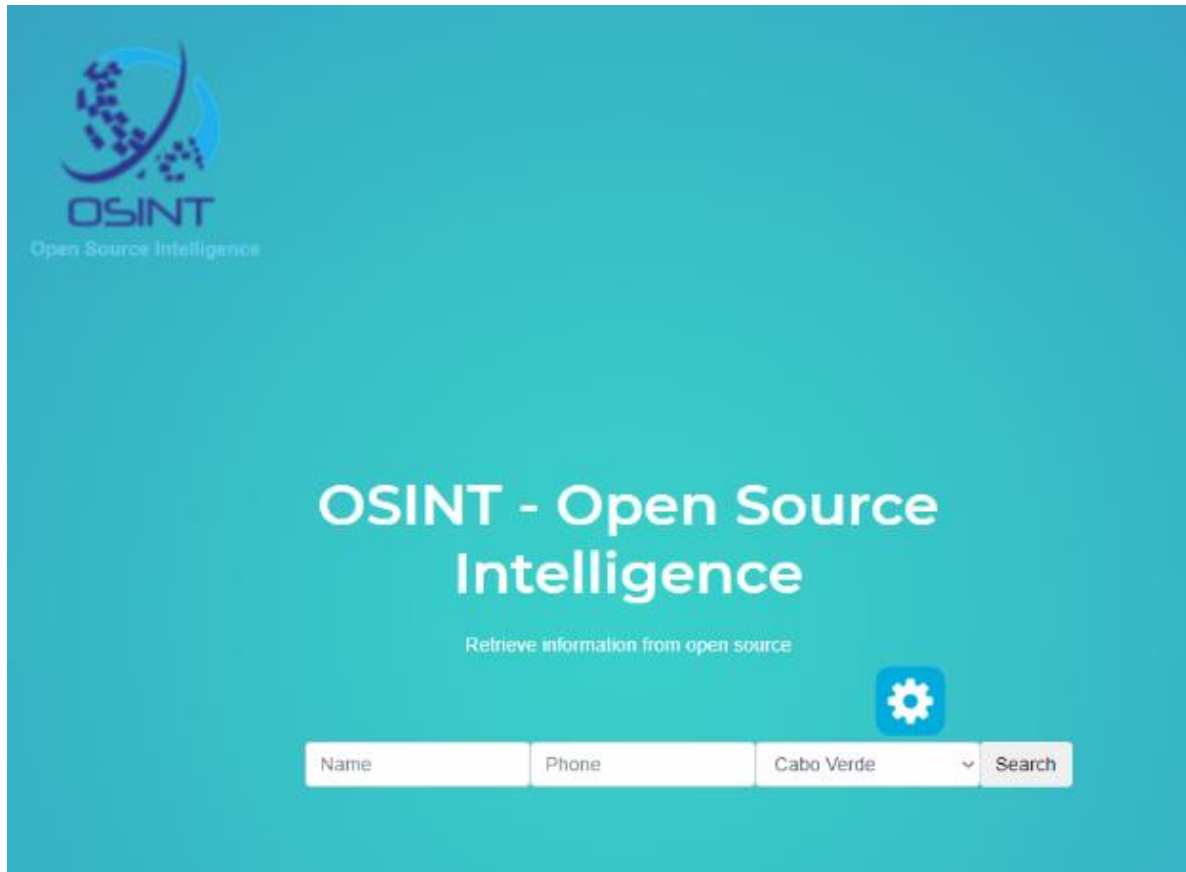 OSINT
Open Source Intelligence
OSINT - Open Source
Intelligence
Retrieve information from open source
Name Phone Cabo Verde Search